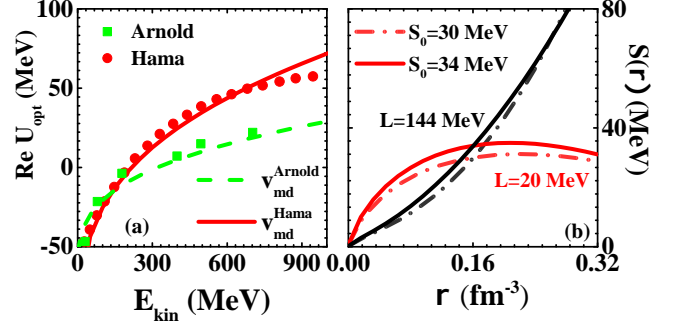 100
50
0
-50
Re U_opt (MeV)
Arnold
Hama
v_md^Arnold
v_md^Hama
(a)
0
300
600
900
E_kin (MeV)
S_0=30 MeV
S_0=34 MeV
L=144 MeV
L=20 MeV
(b)
80
40
0
S(r) (MeV)
0.00
0.16
0.32
r (fm^-3)